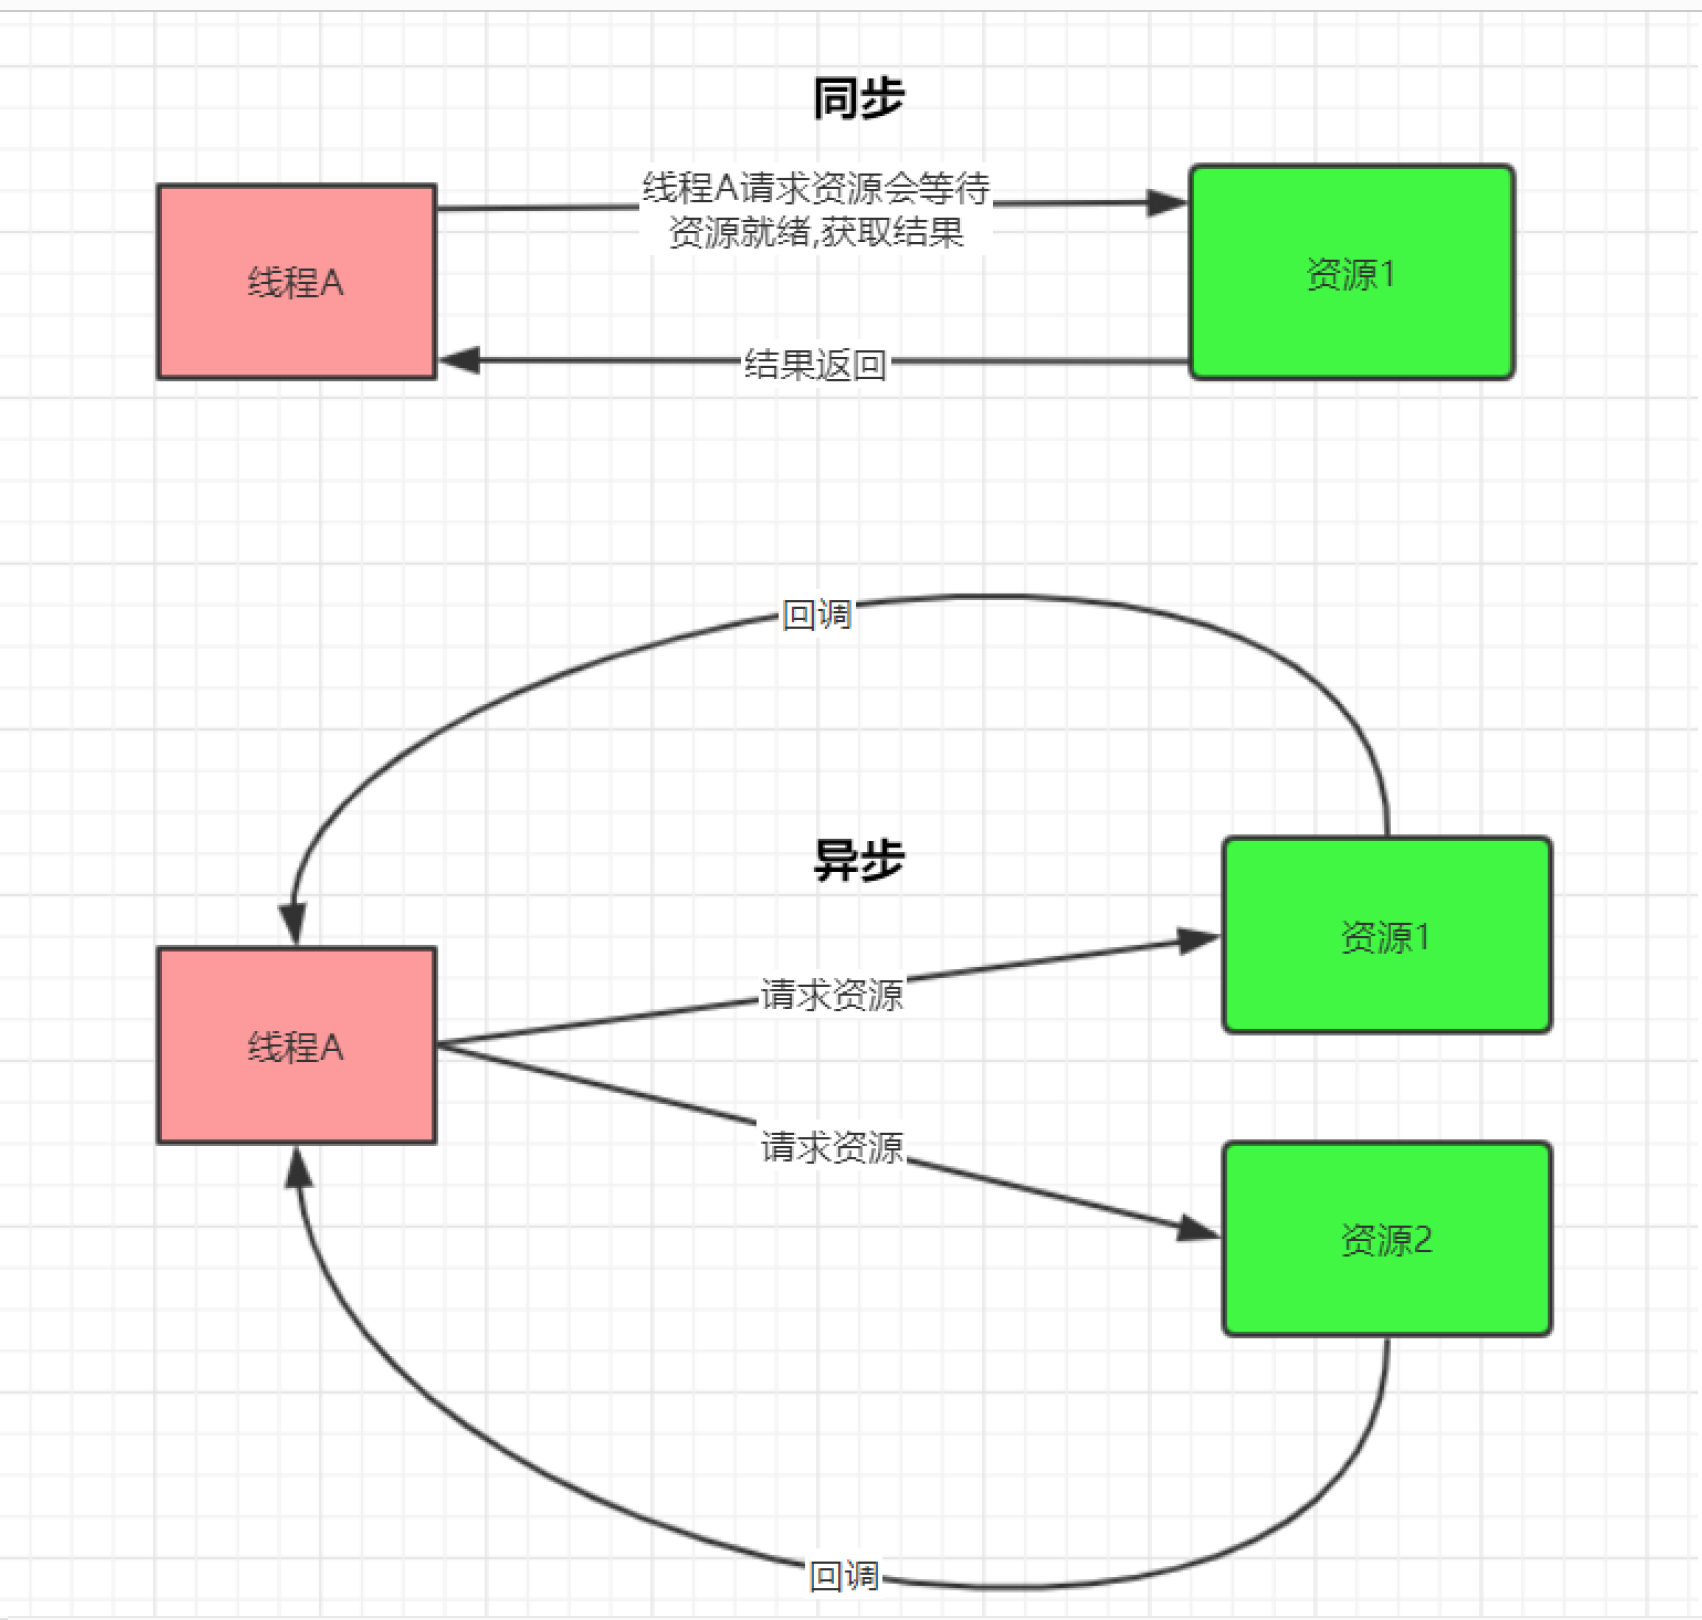 同步
线程A请求资源会等待
资源就绪,获取结果
线程A
资源1
结果返回
回调
异步
资源1
请求资源
线程A
请求资源
资源2
回调